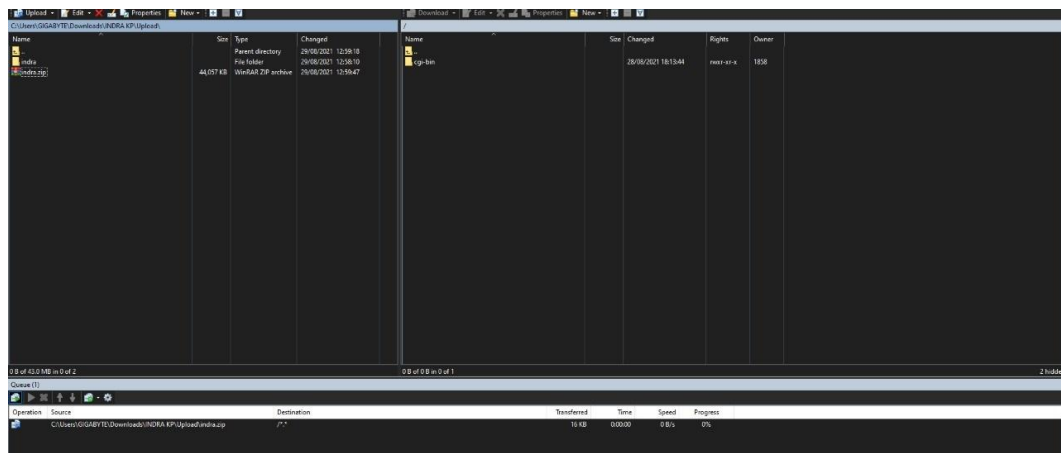 Upload Edit Properties New
Download Edit Properties New
C:\Users\GIGABYTE\Downloads\INDRA KP\Upload\
/
Name Size Type Changed
Name Size Changed Rights Owner
.. Parent directory 29/08/2021 12:59:18
..
indra File folder 29/08/2021 12:58:10
cgi-bin 28/08/2021 18:13:44 rwxr-xr-x 1858
indra.zip 44,057 KB WinRAR ZIP archive 29/08/2021 12:59:47
0 B of 43.0 MB in 0 of 2
0 B of 0 B in 0 of 1
2 hidde
Queue (1)
Operation Source Destination Transferred Time Speed Progress
C:\Users\GIGABYTE\Downloads\INDRA KP\Upload\indra.zip /*.* 16 KB 0:00:00 0 B/s 0%